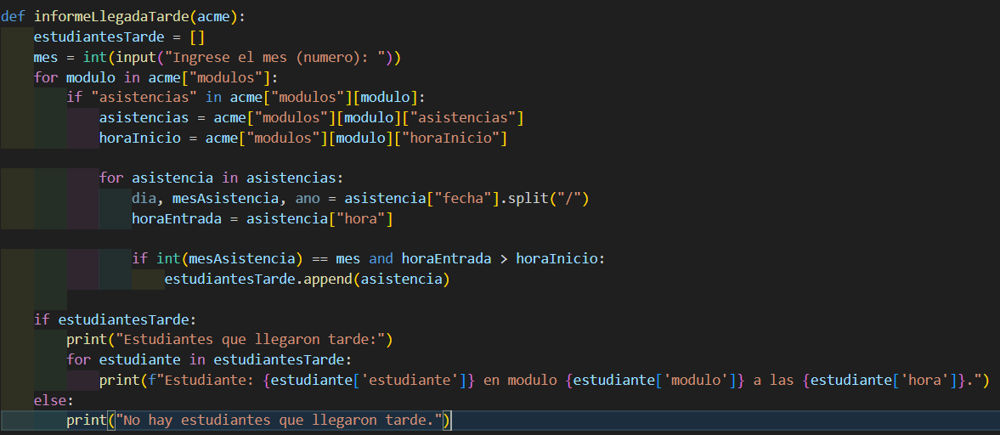 def informeLlegadaTarde(acme):
    estudiantesTarde = []
    mes = int(input("Ingrese el mes (numero): "))
    for modulo in acme["modulos"]:
        if "asistencias" in acme["modulos"][modulo]:
            asistencias = acme["modulos"][modulo]["asistencias"]
            horaInicio = acme["modulos"][modulo]["horaInicio"]

            for asistencia in asistencias:
                dia, mesAsistencia, ano = asistencia["fecha"].split("/")
                horaEntrada = asistencia["hora"]

                if int(mesAsistencia) == mes and horaEntrada > horaInicio:
                    estudiantesTarde.append(asistencia)

    if estudiantesTarde:
        print("Estudiantes que llegaron tarde:")
        for estudiante in estudiantesTarde:
            print(f"Estudiante: {estudiante['estudiante']} en modulo {estudiante['modulo']} a las {estudiante['hora']}.")
    else:
        print("No hay estudiantes que llegaron tarde.")